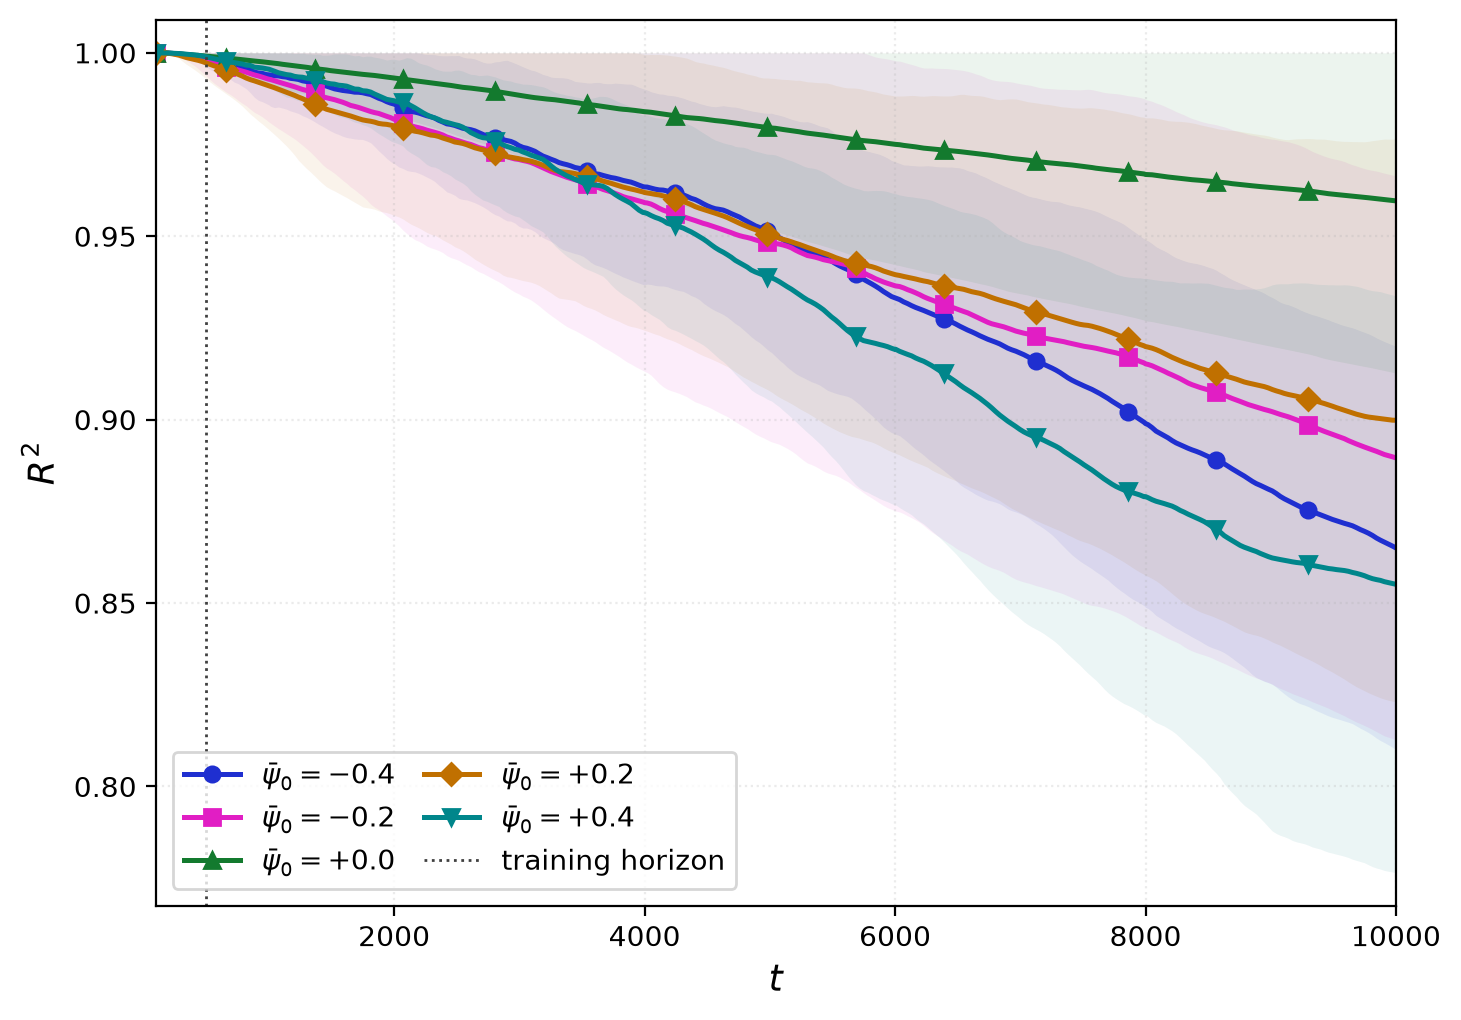 1.00
0.95
0.90
0.85
0.80
R²
ψ̄₀ = −0.4
ψ̄₀ = −0.2
ψ̄₀ = +0.0
ψ̄₀ = +0.2
ψ̄₀ = +0.4
training horizon
2000 4000 6000 8000 10000
t